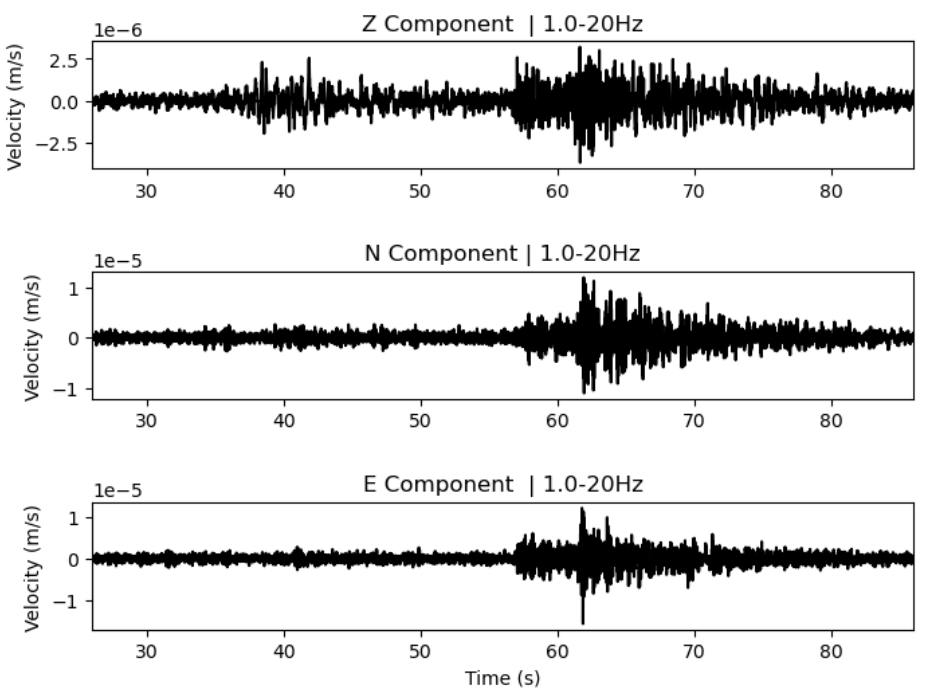 Z Component | 1.0-20Hz
1e−6
Velocity (m/s)
2.5
0.0
−2.5
30 40 50 60 70 80
N Component | 1.0-20Hz
1e−5
Velocity (m/s)
1
0
−1
30 40 50 60 70 80
E Component | 1.0-20Hz
1e−5
Velocity (m/s)
1
0
−1
30 40 50 60 70 80
Time (s)